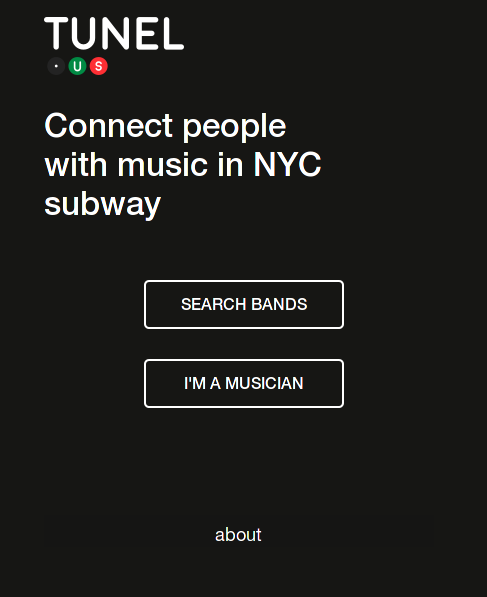 TUNEL
· U S
Connect people
with music in NYC
subway
SEARCH BANDS
I'M A MUSICIAN
about